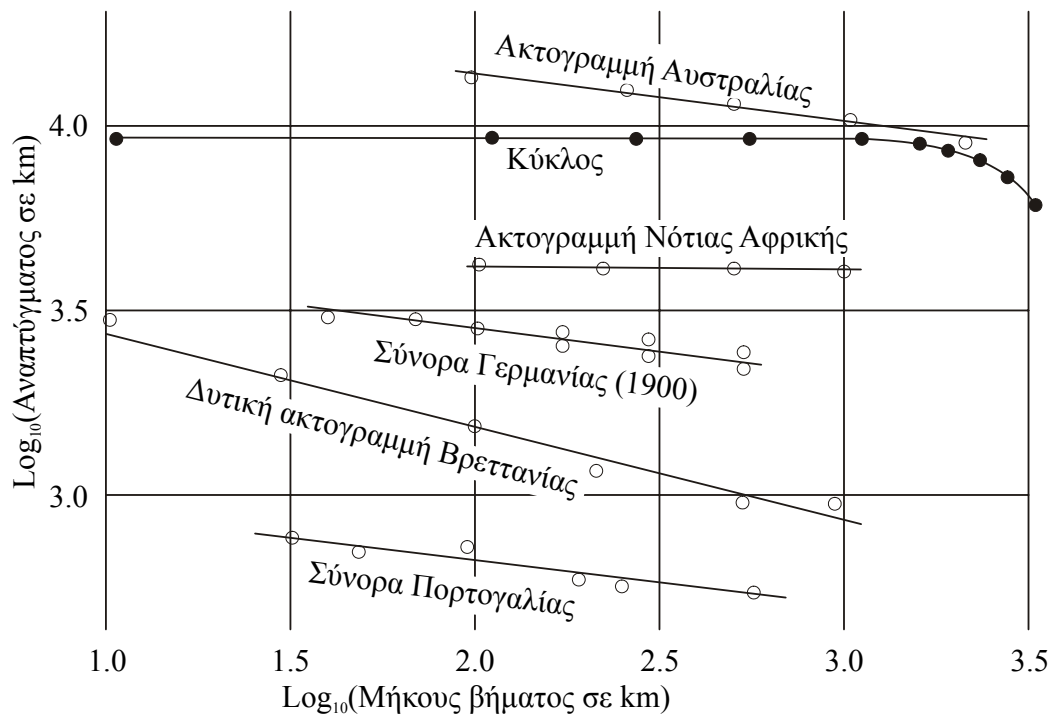 Ακτογραμμή Αυστραλίας
4.0
Κύκλος
Ακτογραμμή Νότιας Αφρικής
3.5
Σύνορα Γερμανίας (1900)
Δυτική ακτογραμμή Βρεττανίας
3.0
Σύνορα Πορτογαλίας
Log₁₀(Αναπτύγματος σε km)
1.0 1.5 2.0 2.5 3.0 3.5
Log₁₀(Μήκους βήματος σε km)